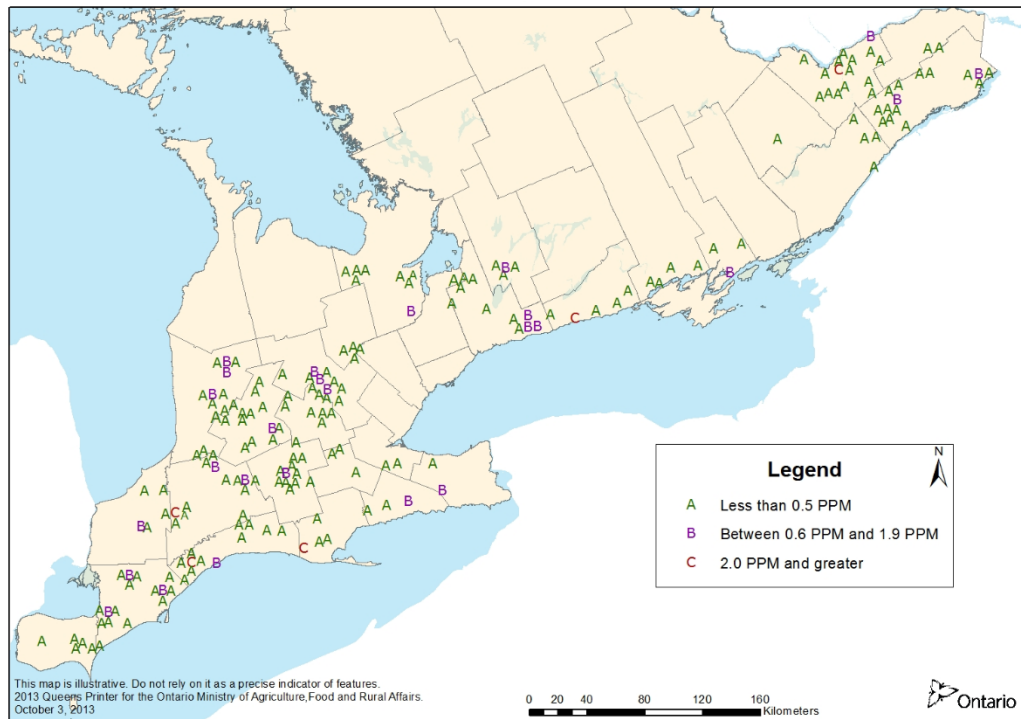 N
Legend
A Less than 0.5 PPM
B Between 0.6 PPM and 1.9 PPM
C 2.0 PPM and greater
This map is illustrative. Do not rely on it as a precise indicator of features.
2013 Queens Printer for the Ontario Ministry of Agriculture,Food and Rural Affairs.
October 3, 2013
0 20 40 80 120 160
Kilometers
Ontario